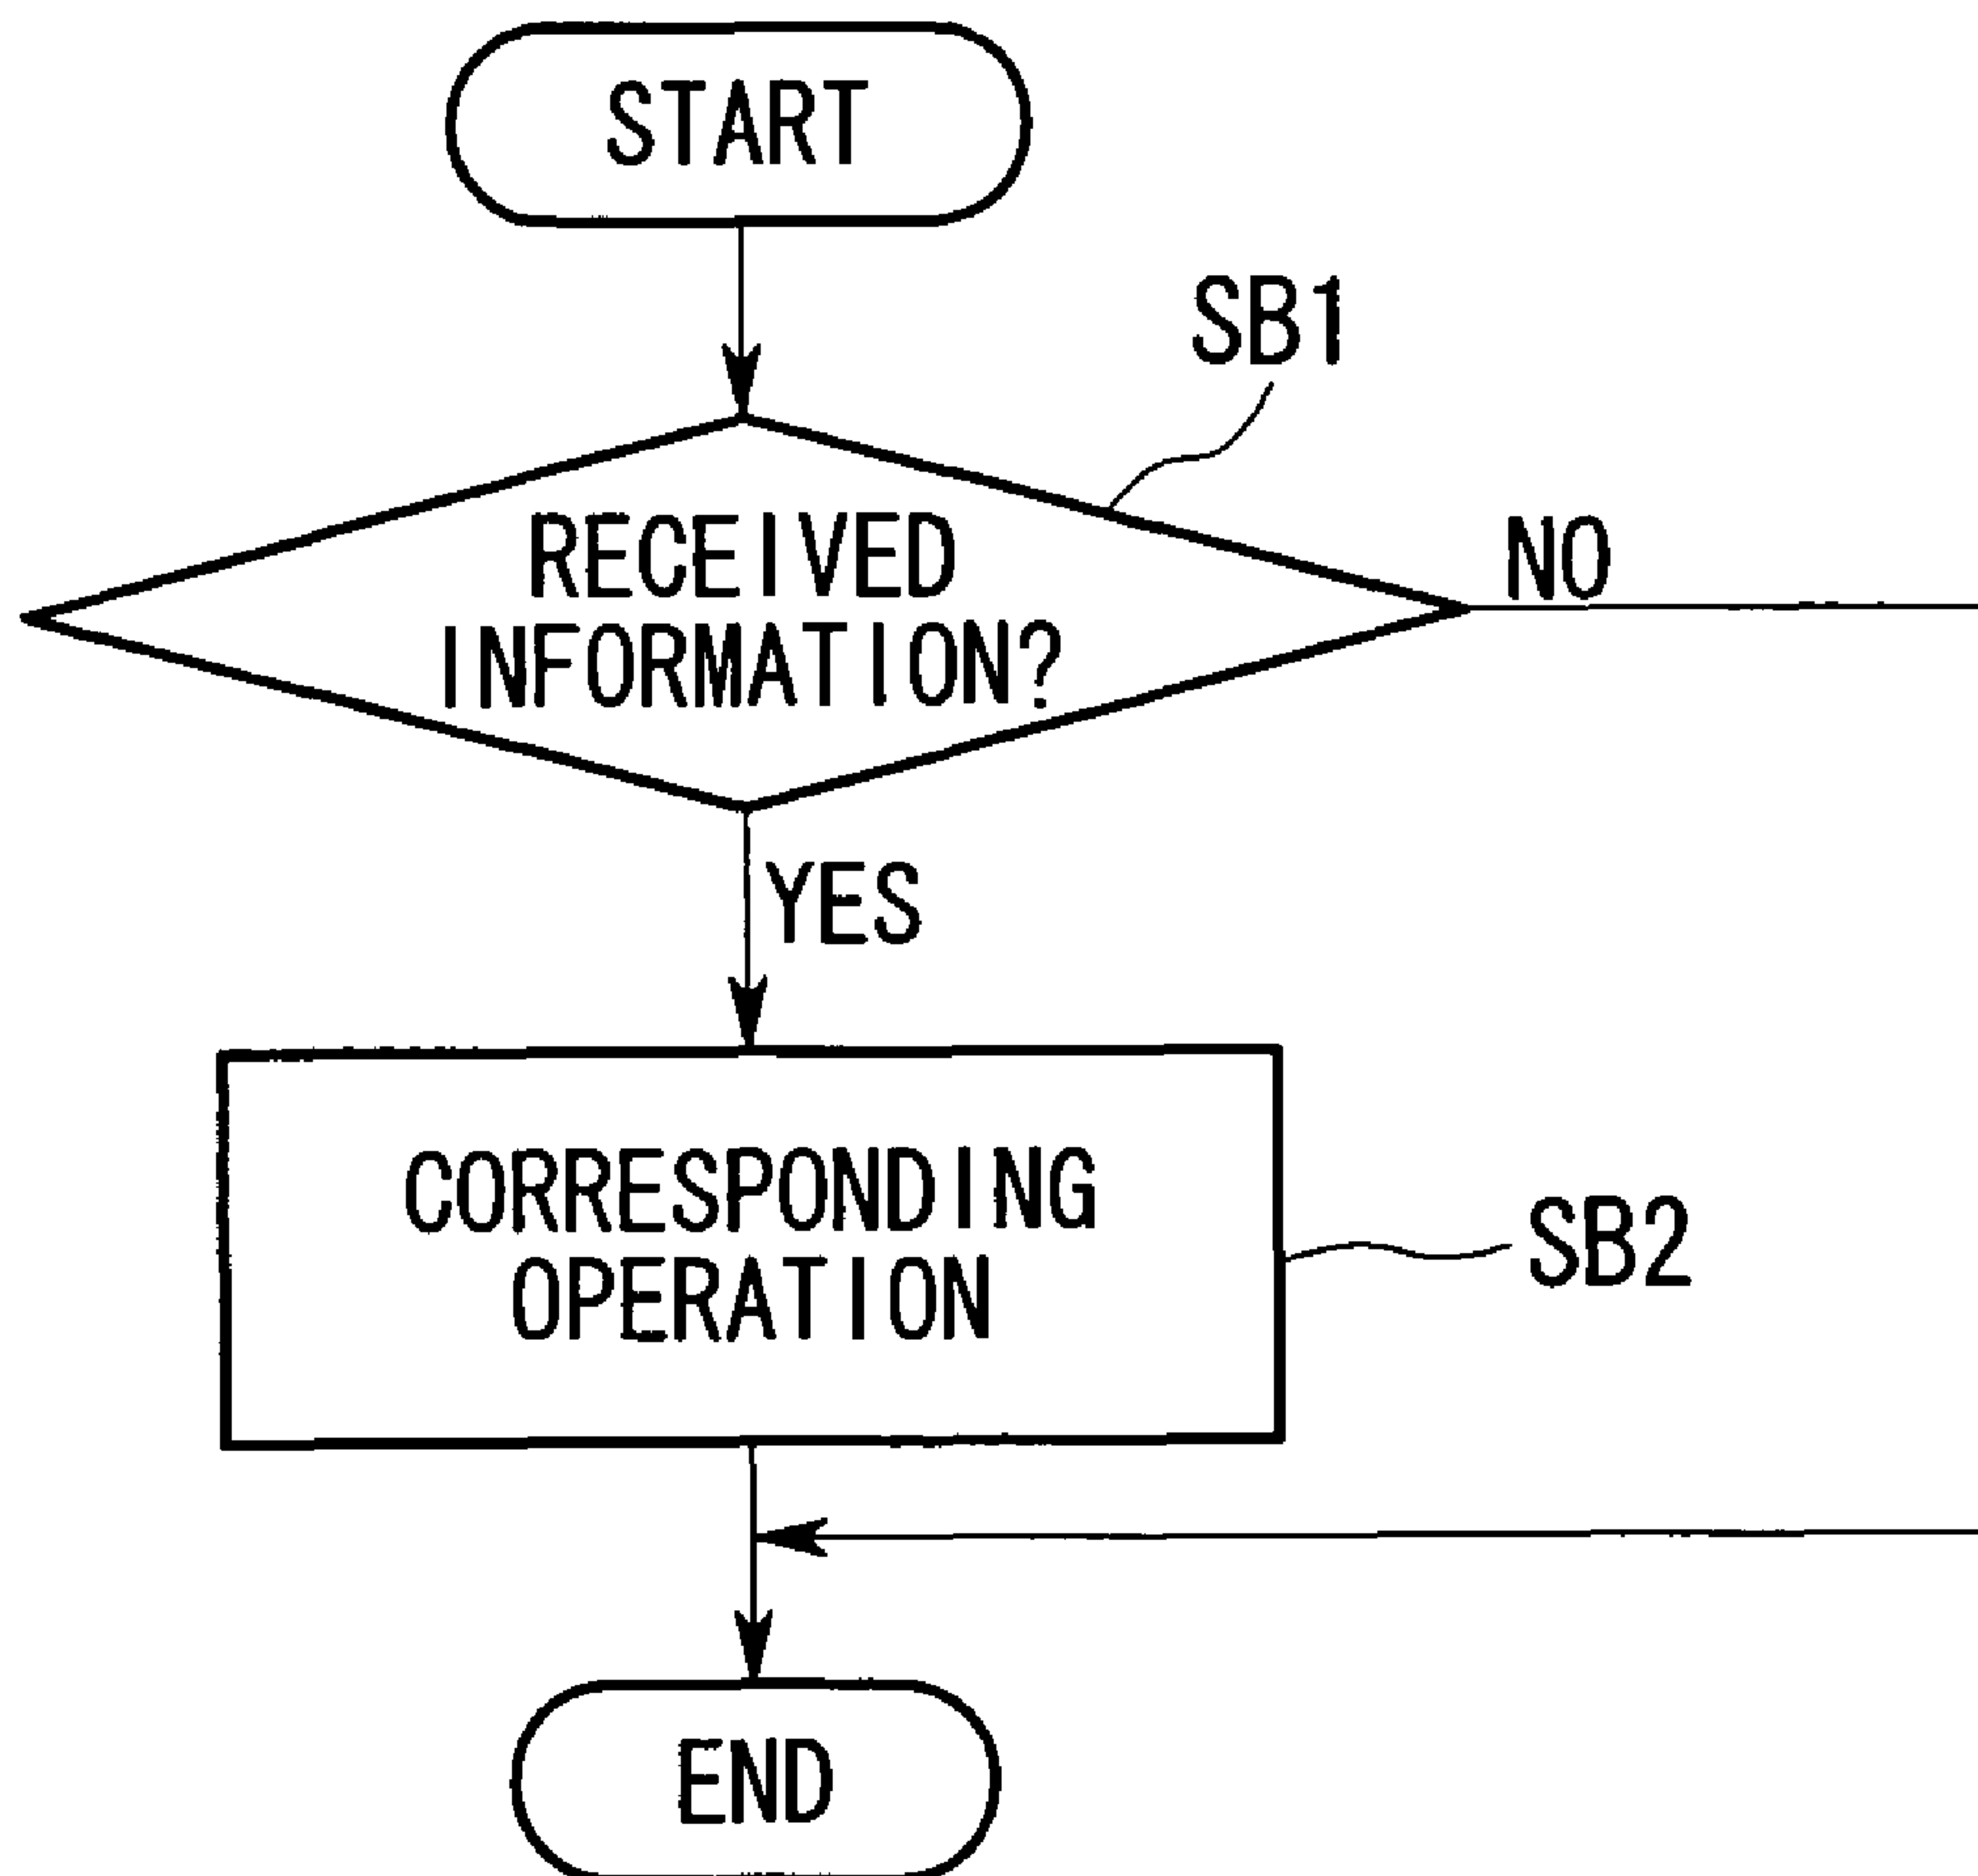 START
SB1
RECEIVED
INFORMATION?
NO
YES
CORRESPONDING
OPERATION
SB2
END